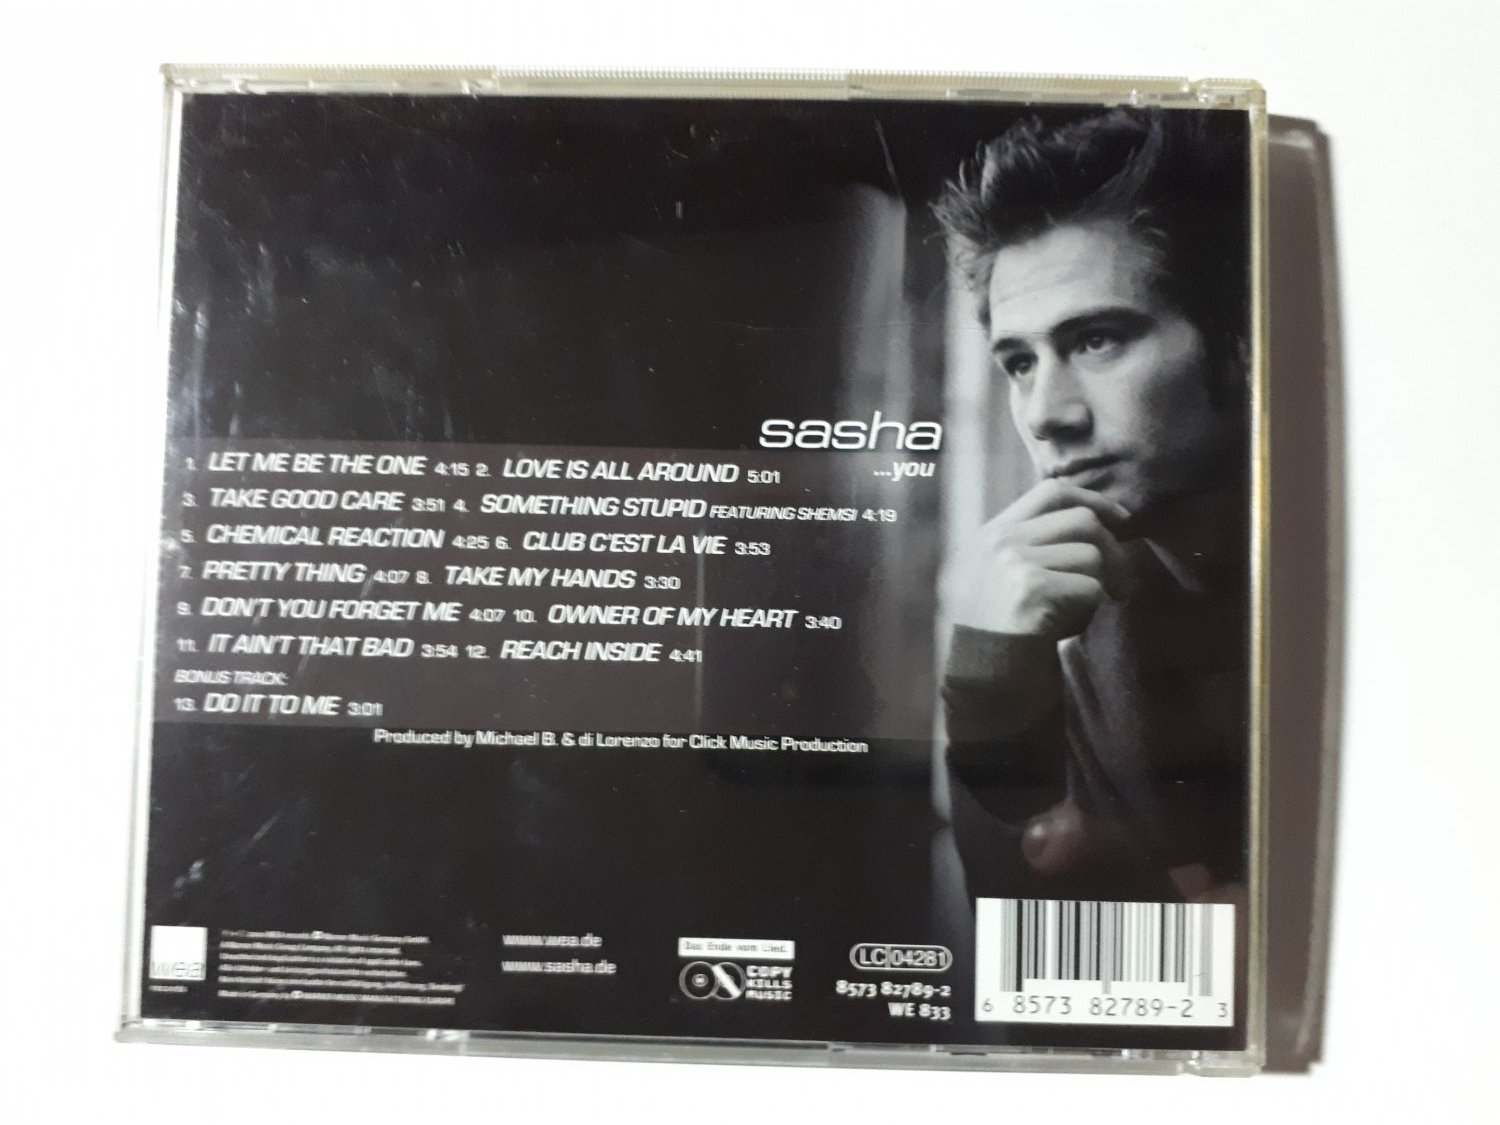 sasha
...you
1. LET ME BE THE ONE 4:15 2. LOVE IS ALL AROUND 5:01
3. TAKE GOOD CARE 3:51 4. SOMETHING STUPID FEATURING SHEMSI 4:19
5. CHEMICAL REACTION 4:25 6. CLUB C'EST LA VIE 3:53
7. PRETTY THING 4:07 8. TAKE MY HANDS 3:30
9. DON'T YOU FORGET ME 4:07 10. OWNER OF MY HEART 3:40
11. IT AIN'T THAT BAD 3:54 12. REACH INSIDE 4:41
BONUS TRACK:
13. DO IT TO ME 3:01
Produced by Michael B. & di Lorenzo for Click Music Production
wea
www.wea.de
www.sasha.de
Das Ende vom Lied.
COPY
KILLS
MUSIC
LC 04281
8573 82789-2
WE 833
6 8573 82789-2 3